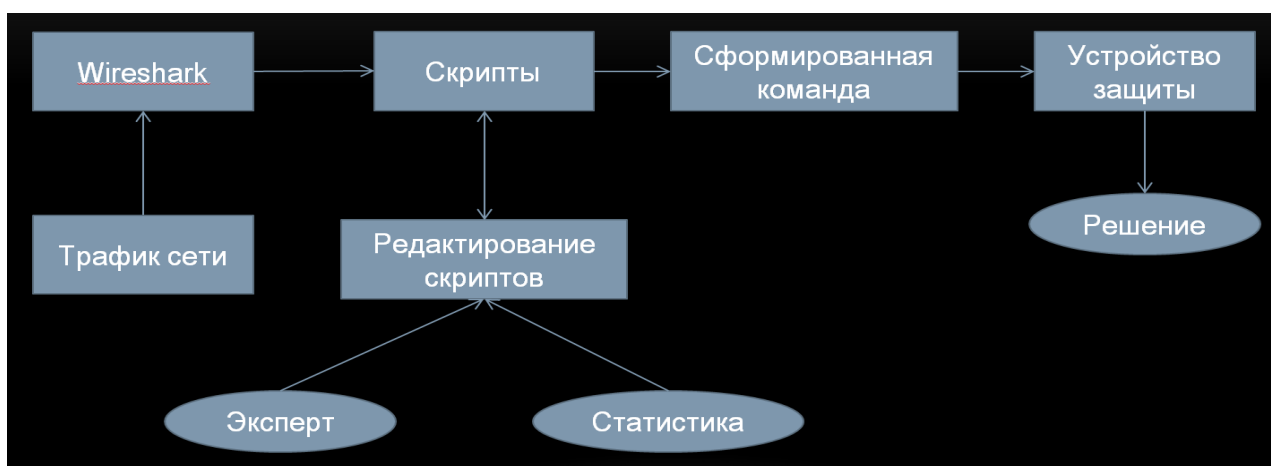 Wireshark
Скрипты
Сформированная
команда
Устройство
защиты
Трафик сети
Редактирование
скриптов
Решение
Эксперт
Статистика